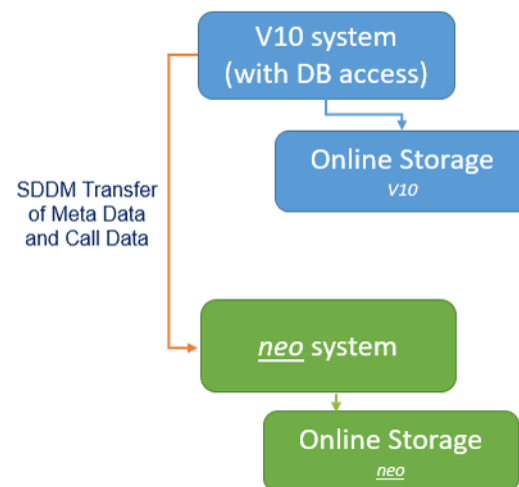 V10 system
(with DB access)
Online Storage
V10
SDDM Transfer
of Meta Data
and Call Data
neo system
Online Storage
neo